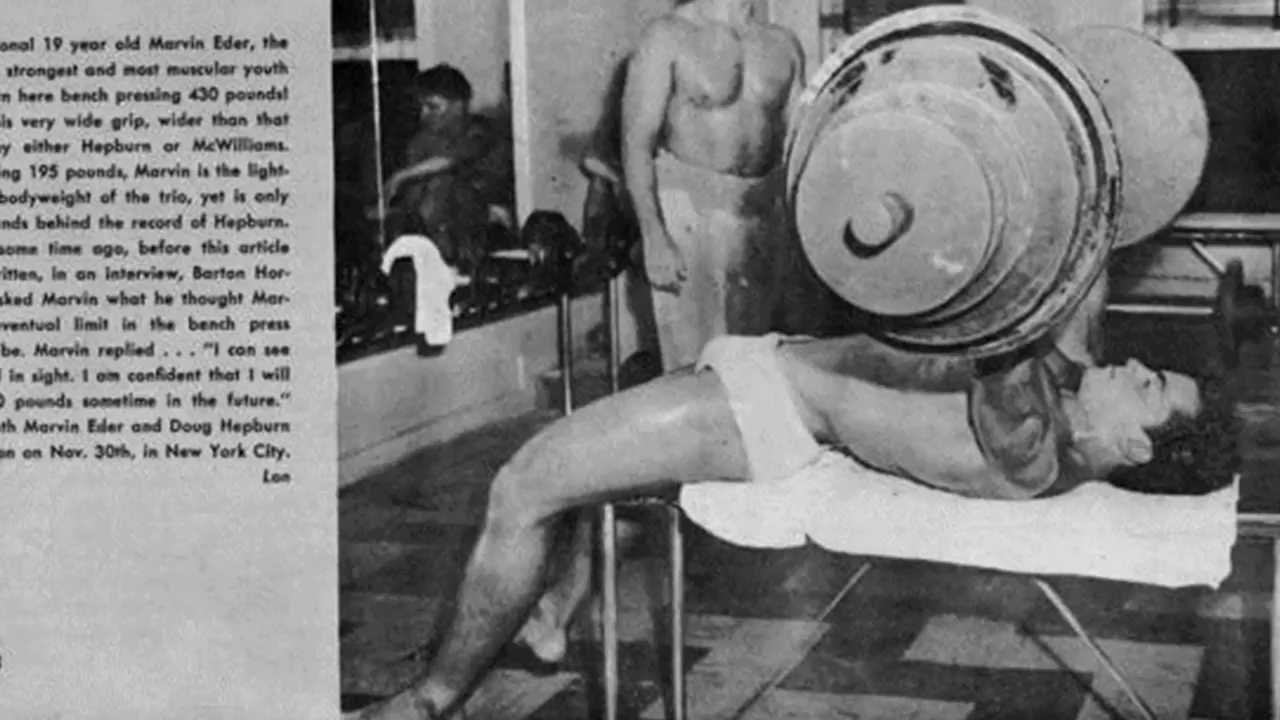 onal 19 year old Marvin Eder, the
strongest and most muscular youth
n here bench pressing 430 pounds!
is very wide grip, wider than that
y either Hepburn or McWilliams.
ing 195 pounds, Marvin is the light-
bodyweight of the trio, yet is only
nds behind the record of Hepburn.
some time ago, before this article
ritten, in an interview, Barton Hor-
sked Marvin what he thought Mar-
eventual limit in the bench press
be. Marvin replied . . . "I can see
l in sight. I am confident that I will
0 pounds sometime in the future."
th Marvin Eder and Doug Hepburn
on on Nov. 30th, in New York City.
Lon